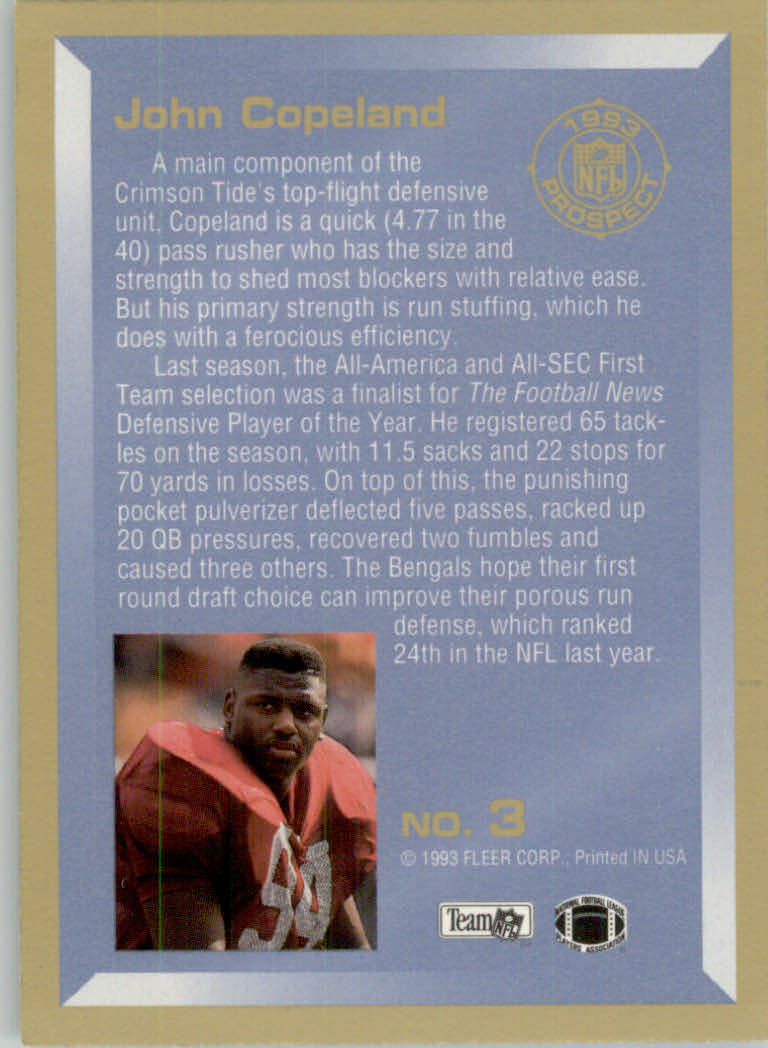 John Copeland
1993
NFL
PROSPECT
A main component of the
Crimson Tide's top-flight defensive
unit, Copeland is a quick (4.77 in the
40) pass rusher who has the size and
strength to shed most blockers with relative ease.
But his primary strength is run stuffing, which he
does with a ferocious efficiency.
Last season, the All-America and All-SEC First
Team selection was a finalist for The Football News
Defensive Player of the Year. He registered 65 tack-
les on the season, with 11.5 sacks and 22 stops for
70 yards in losses. On top of this, the punishing
pocket pulverizer deflected five passes, racked up
20 QB pressures, recovered two fumbles and
caused three others. The Bengals hope their first
round draft choice can improve their porous run
defense, which ranked
24th in the NFL last year.
NO. 3
© 1993 FLEER CORP.; Printed IN USA
Team NFL
NATIONAL FOOTBALL LEAGUE
PLAYERS ASSOCIATION